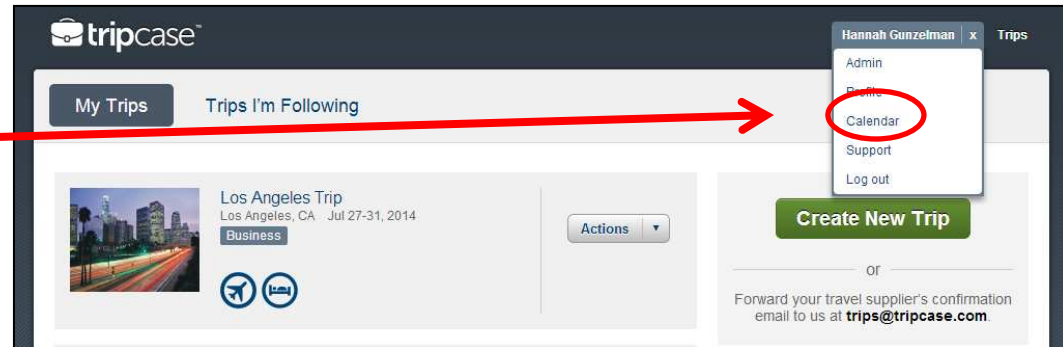 tripcase™
Hannah Gunzelman x Trips
Admin
Profile
Calendar
Support
Log out
My Trips Trips I'm Following
Los Angeles Trip
Los Angeles, CA Jul 27-31, 2014
Business
Actions
Create New Trip
or
Forward your travel supplier's confirmation
email to us at trips@tripcase.com.